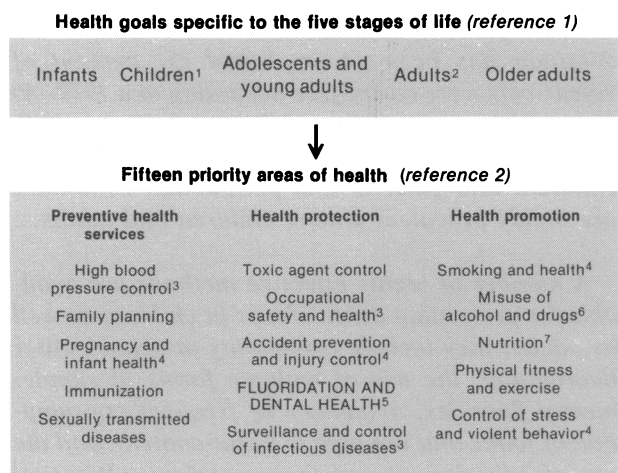 Health goals specific to the five stages of life (reference 1)
Infants Children¹ Adolescents and young adults Adults² Older adults
Fifteen priority areas of health (reference 2)
Preventive health
services
High blood
pressure control³
Family planning
Pregnancy and
infant health⁴
Immunization
Sexually transmitted
diseases
Health protection
Toxic agent control
Occupational
safety and health³
Accident prevention
and injury control⁴
FLUORIDATION AND
DENTAL HEALTH⁵
Surveillance and control
of infectious diseases³
Health promotion
Smoking and health⁴
Misuse of
alcohol and drugs⁶
Nutrition⁷
Physical fitness
and exercise
Control of stress
and violent behavior⁴